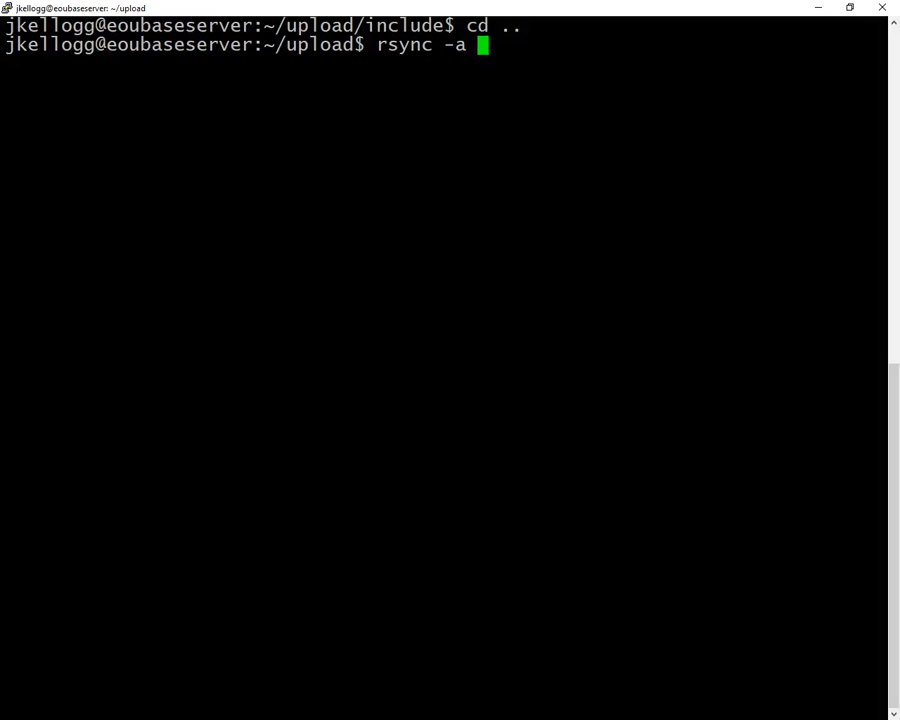 jkellogg@eoubaseserver: ~/upload
jkellogg@eoubaseserver:~/upload/include$ cd ..
jkellogg@eoubaseserver:~/upload$ rsync -a